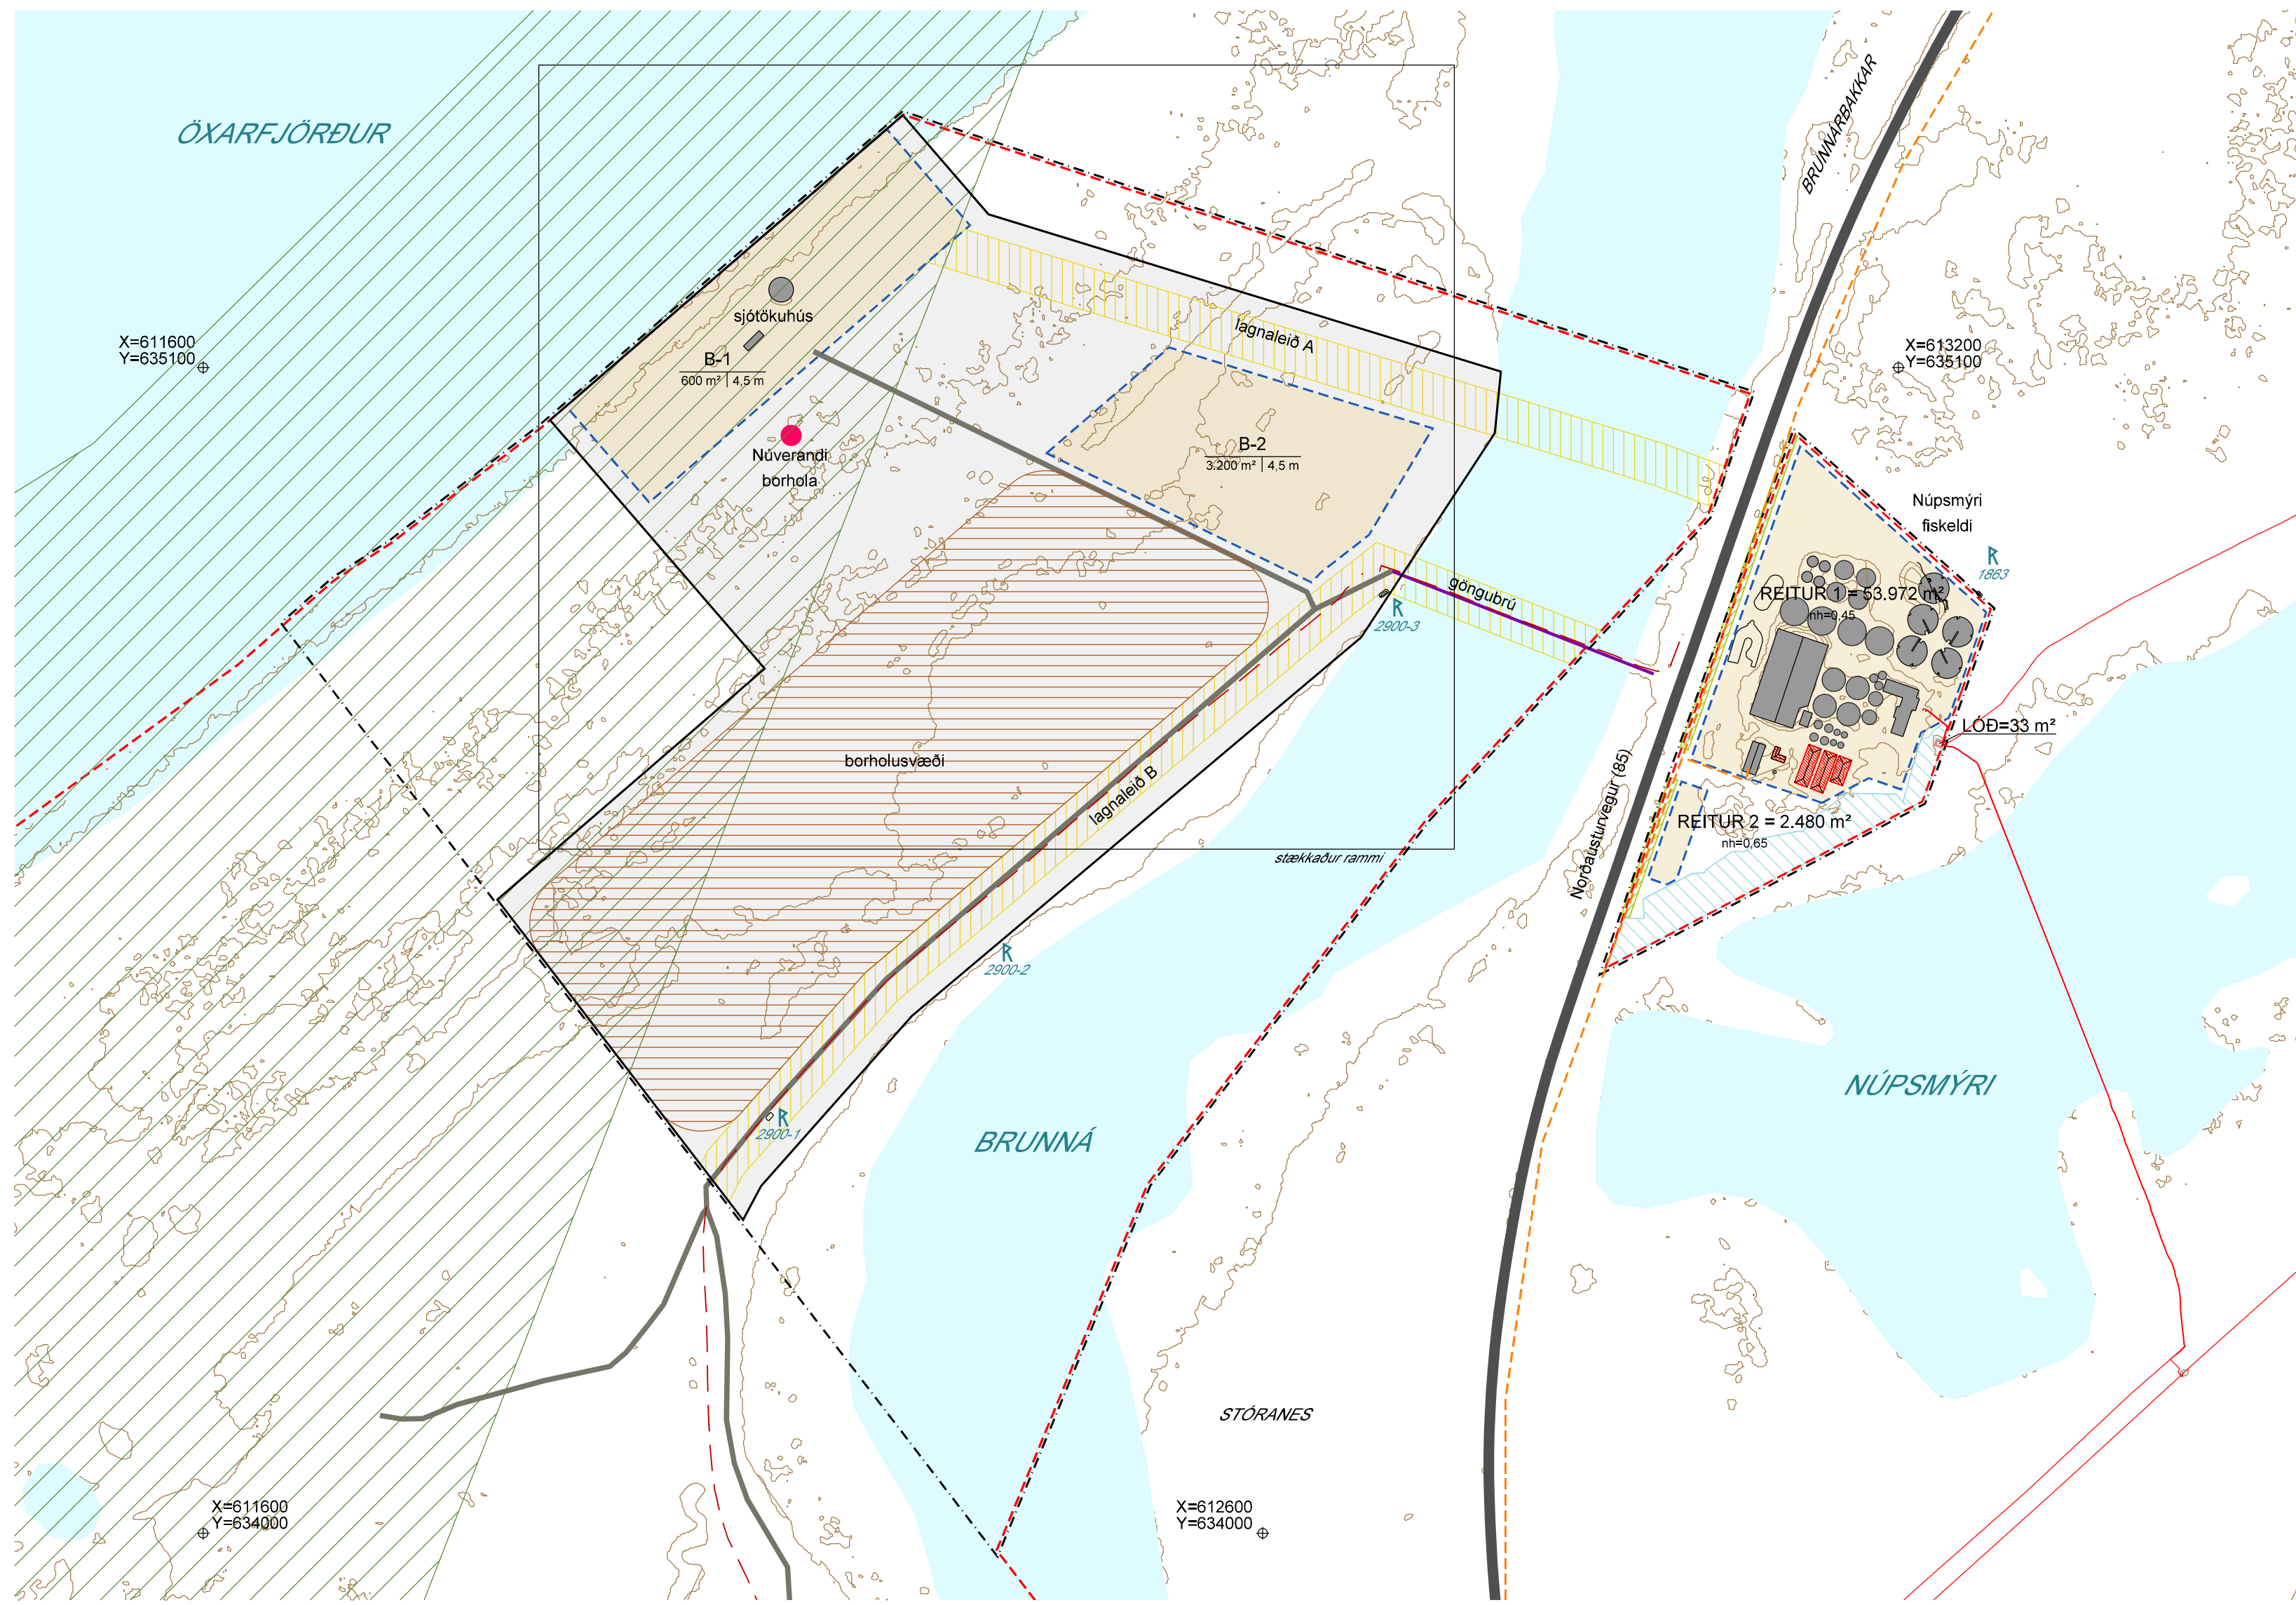 ÖXARFJÖRÐUR
BRUNNÁRBAKKAR
X=611600
Y=635100
sjótökuhús
B-1
600 m² | 4,5 m
lagnaleið A
X=613200
Y=635100
Núverandi
borhola
B-2
3.200 m² | 4,5 m
Núpsmýri
fiskeldi
R
1863
göngubrú
REITUR 1 = 53.972 m²
nh=0,45
R
2900-3
LÓÐ=33 m²
borholusvæði
lagnaleið B
Norðausturvegur (85)
REITUR 2 = 2.480 m²
nh=0,65
stækkaður rammi
R
2900-2
R
2900-1
BRUNNÁ
NÚPSMÝRI
STÓRANES
X=611600
Y=634000
X=612600
Y=634000